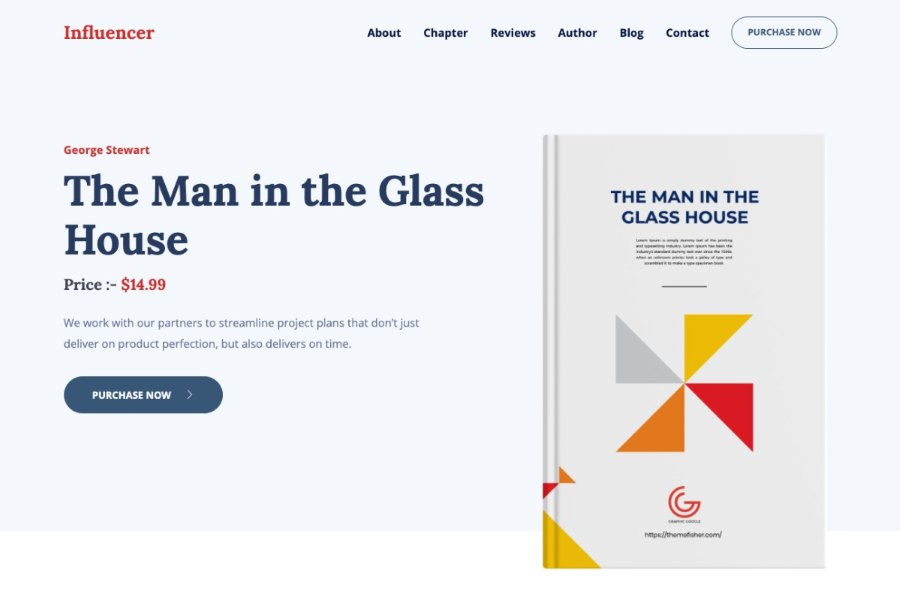 Influencer
About Chapter Reviews Author Blog Contact PURCHASE NOW
George Stewart
The Man in the Glass
House
Price :- $14.99
We work with our partners to streamline project plans that don't just
deliver on product perfection, but also delivers on time.
PURCHASE NOW
THE MAN IN THE
GLASS HOUSE
Lorem Ipsum is simply dummy text of the printing
and typesetting industry. Lorem Ipsum has been the
industry's standard dummy text ever since the 1500s,
when an unknown printer took a galley of type and
scrambled it to make a type specimen book.
GRAPHIC GOOGLE
https://themefisher.com/